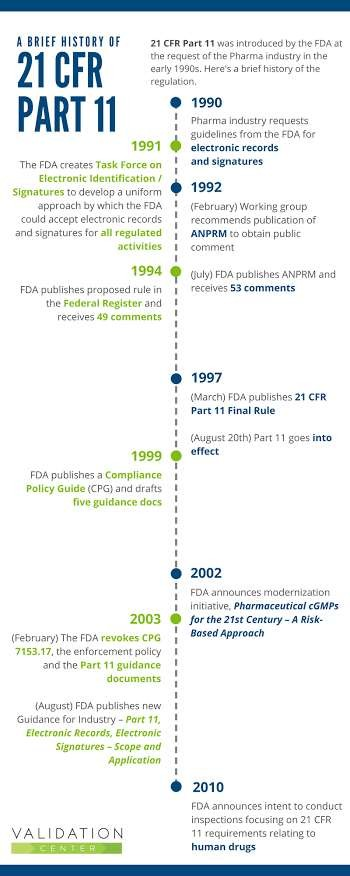 A BRIEF HISTORY OF
21 CFR
PART 11
21 CFR Part 11 was introduced by the FDA at
the request of the Pharma industry in the
early 1990s. Here's a brief history of the
regulation.
1990
Pharma industry requests
guidelines from the FDA for
electronic records
and signatures
1991
The FDA creates Task Force on
Electronic Identification /
Signatures to develop a uniform
approach by which the FDA
could accept electronic records
and signatures for all regulated
activities
1992
(February) Working group
recommends publication of
ANPRM to obtain public
comment
(July) FDA publishes ANPRM and
receives 53 comments
1994
FDA publishes proposed rule in
the Federal Register and
receives 49 comments
1997
(March) FDA publishes 21 CFR
Part 11 Final Rule
(August 20th) Part 11 goes into
effect
1999
FDA publishes a Compliance
Policy Guide (CPG) and drafts
five guidance docs
2002
FDA announces modernization
initiative, Pharmaceutical cGMPs
for the 21st Century – A Risk-
Based Approach
2003
(February) The FDA revokes CPG
7153.17, the enforcement policy
and the Part 11 guidance
documents
(August) FDA publishes new
Guidance for Industry – Part 11,
Electronic Records, Electronic
Signatures – Scope and
Application
2010
FDA announces intent to conduct
inspections focusing on 21 CFR
11 requirements relating to
human drugs
VALIDATION
CENTER